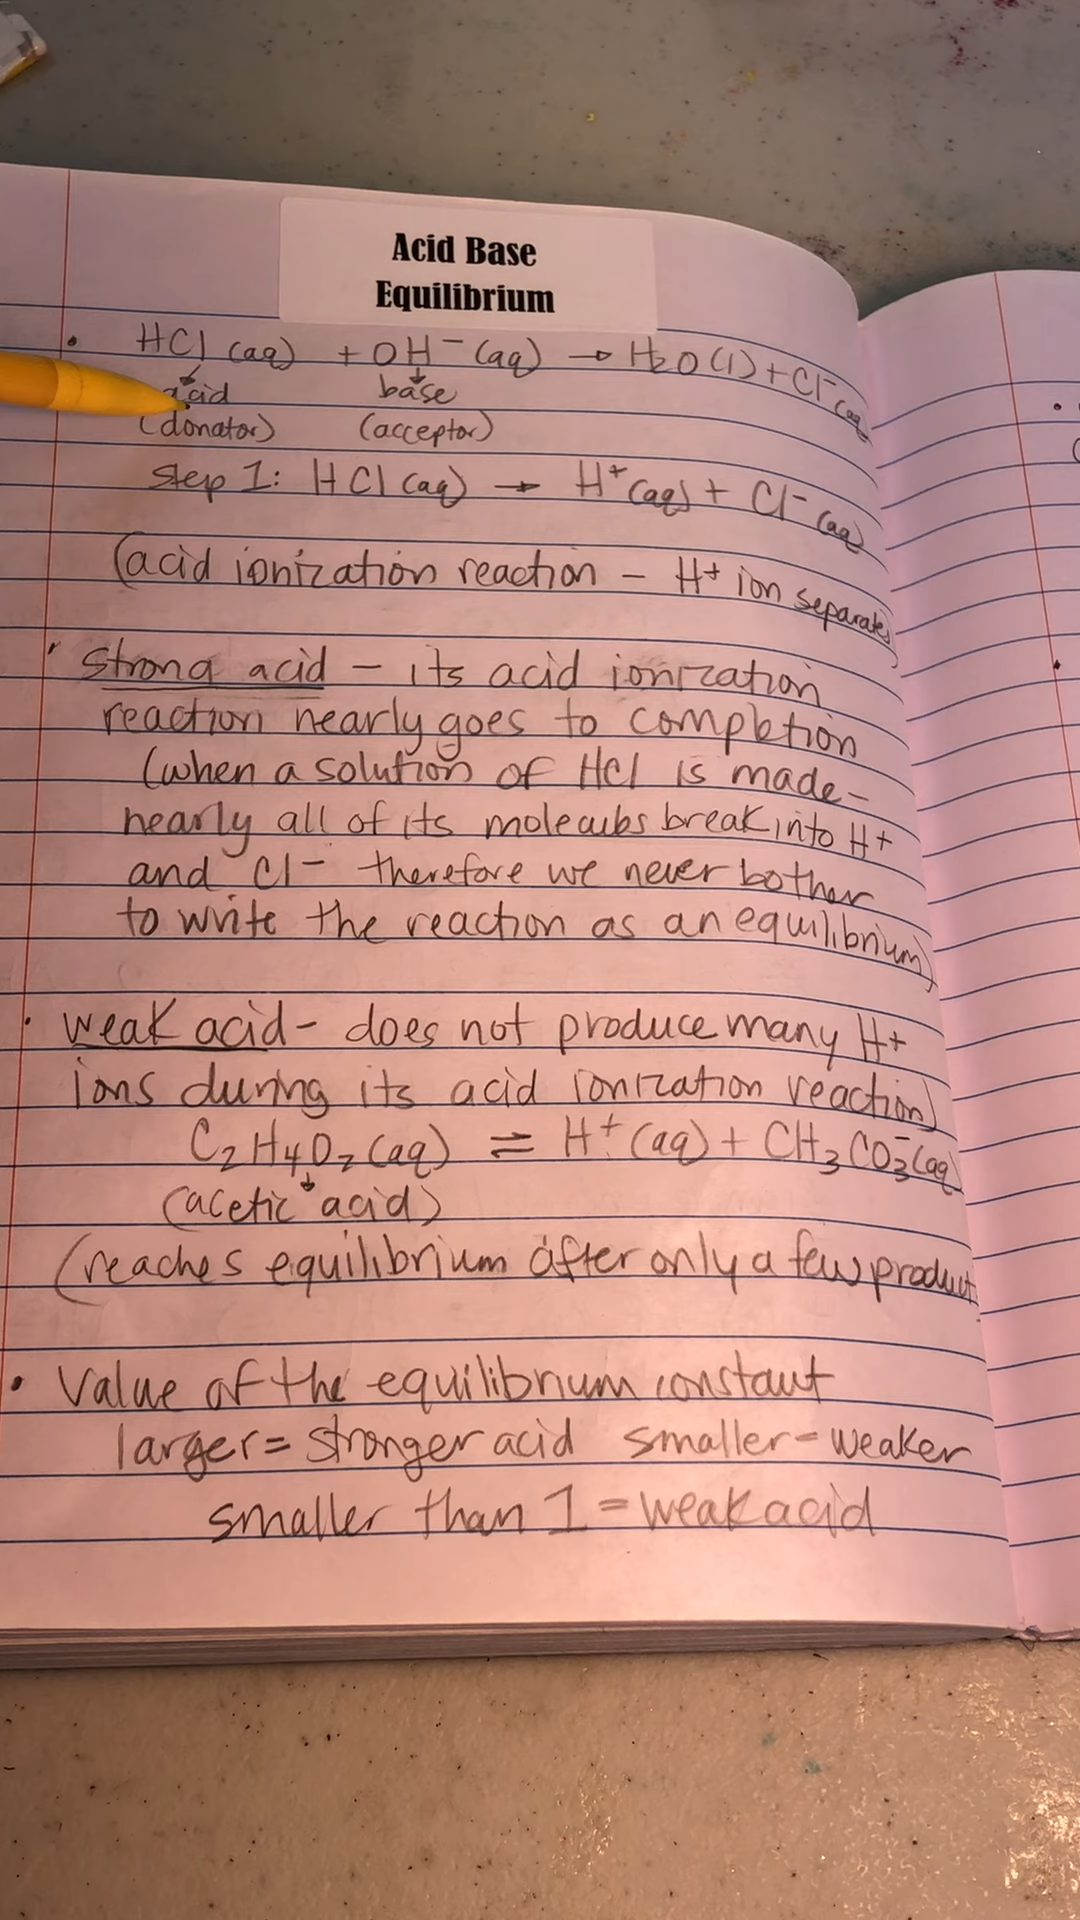 Acid Base
Equilibrium
• HCl (aq) + OH⁻ (aq) → H₂O (l) + Cl⁻ (aq)
acid base
(donator) (acceptor)
step 1: HCl (aq) → H⁺ (aq) + Cl⁻ (aq)
(acid ionization reaction – H+ ion separates
• strong acid – its acid ionization
reaction nearly goes to completion
(when a solution of HCl is made –
nearly all of its molecules break into H+
and Cl– therefore we never bother
to write the reaction as an equilibrium)
• weak acid – does not produce many H+
ions during its acid ionization reaction)
C₂H₄O₂ (aq) ⇌ H⁺ (aq) + CH₃CO₃⁻ (aq)
(acetic acid)
(reaches equilibrium after only a few product
• Value of the equilibrium constant
larger = stronger acid smaller = weaker
smaller than 1 = weak acid